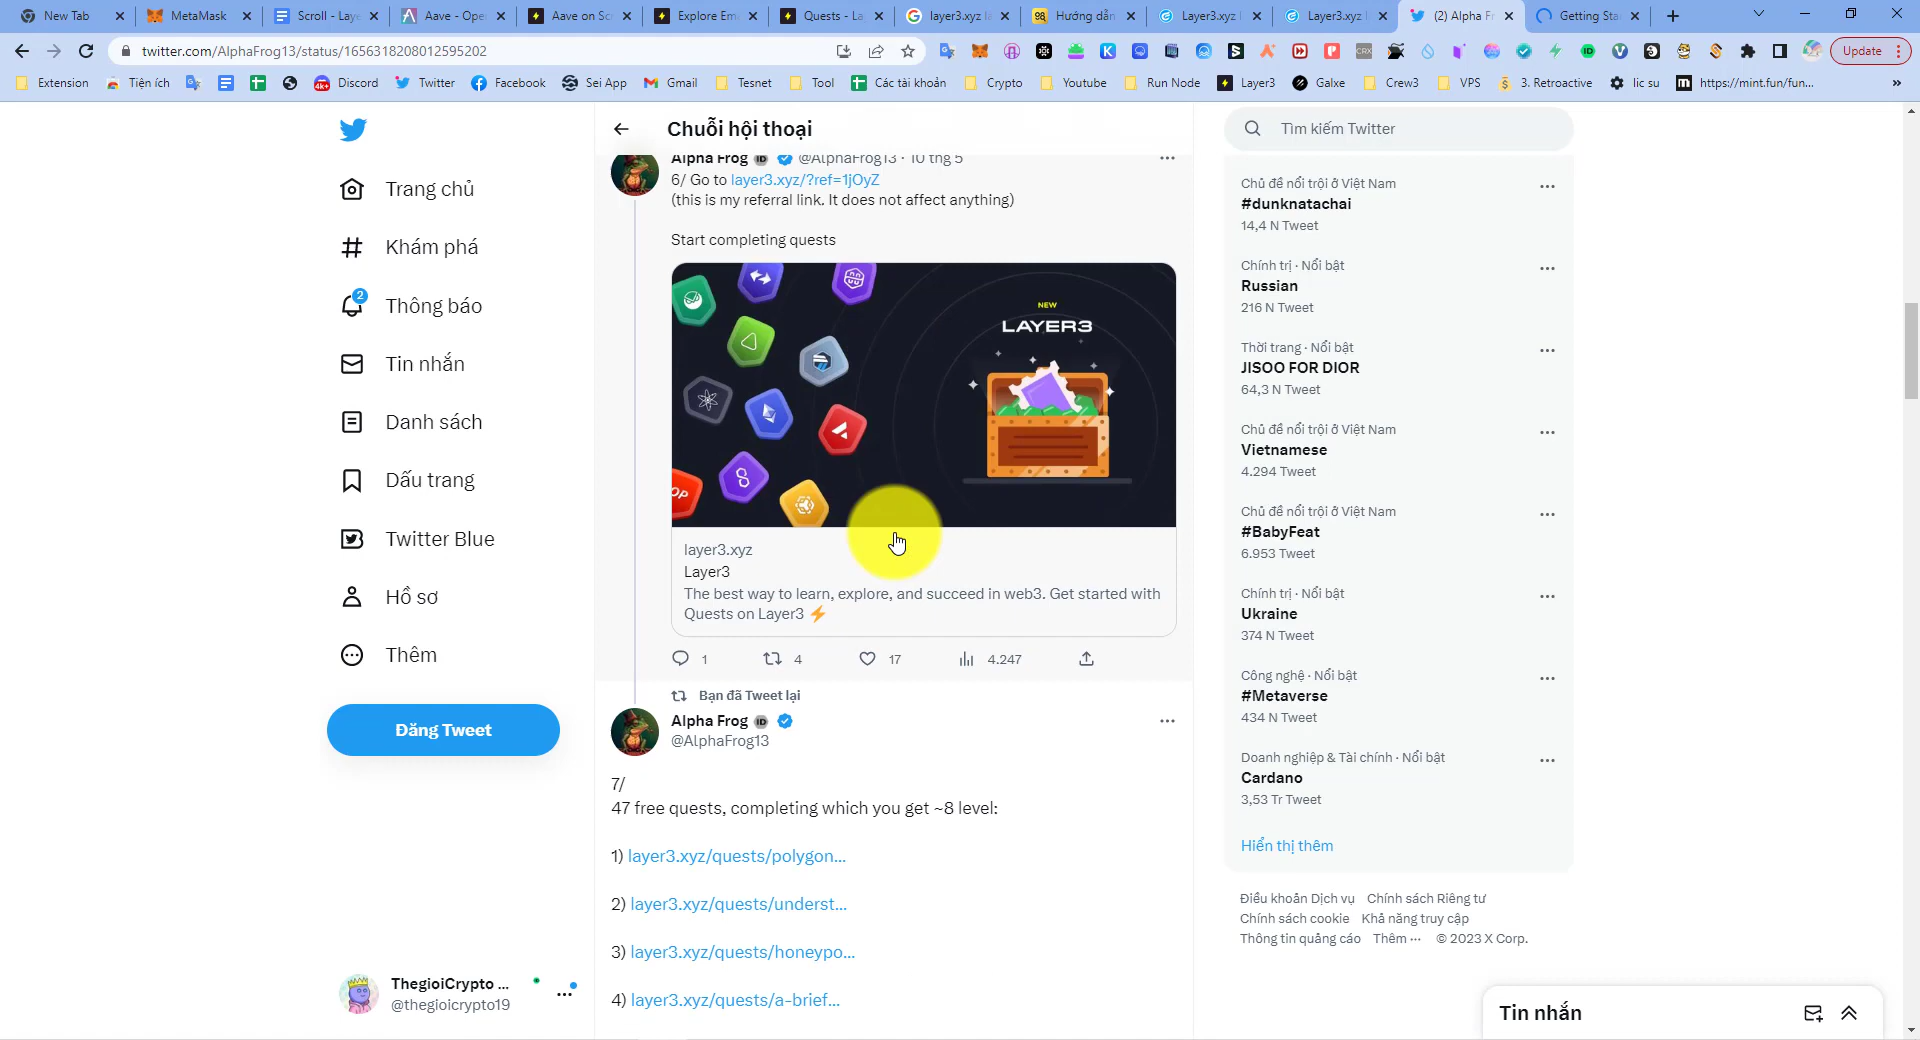 New Tab
MetaMask
Scroll - Laye
Aave - Ope
Aave on Sc
Explore Em
Quests - La
layer3.xyz la
Hướng dẫn
Layer3.xyz l
Layer3.xyz l
(2) Alpha Fr
Getting Sta
twitter.com/AlphaFrog13/status/1656318208012595202
Update
Extension
Tiện ích
Discord
Twitter
Facebook
Sei App
Gmail
Tesnet
Tool
Các tài khoản
Crypto
Youtube
Run Node
Layer3
Galxe
Crew3
VPS
3. Retroactive
lic su
https://mint.fun/fun...
Trang chủ
Khám phá
2
Thông báo
Tin nhắn
Danh sách
Dấu trang
Twitter Blue
Hồ sơ
Thêm
Đăng Tweet
ThegioiCrypto ...
@thegioicrypto19
Chuỗi hội thoại
Alpha Frog @AlphaFrog13 · 10 thg 5
6/ Go to layer3.xyz/?ref=1jOyZ
(this is my referral link. It does not affect anything)
Start completing quests
NEW
LAYER3
OP
layer3.xyz
Layer3
The best way to learn, explore, and succeed in web3. Get started with
Quests on Layer3 ⚡
1 4 17 4.247
Bạn đã Tweet lại
Alpha Frog
@AlphaFrog13
7/
47 free quests, completing which you get ~8 level:
1) layer3.xyz/quests/polygon...
2) layer3.xyz/quests/underst...
3) layer3.xyz/quests/honeypo...
4) layer3.xyz/quests/a-brief...
Tìm kiếm Twitter
Chủ đề nổi trội ở Việt Nam
#dunknatachai
14,4 N Tweet
Chính trị · Nổi bật
Russian
216 N Tweet
Thời trang · Nổi bật
JISOO FOR DIOR
64,3 N Tweet
Chủ đề nổi trội ở Việt Nam
Vietnamese
4.294 Tweet
Chủ đề nổi trội ở Việt Nam
#BabyFeat
6.953 Tweet
Chính trị · Nổi bật
Ukraine
374 N Tweet
Công nghệ · Nổi bật
#Metaverse
434 N Tweet
Doanh nghiệp & Tài chính · Nổi bật
Cardano
3,53 Tr Tweet
Hiển thị thêm
Điều khoản Dịch vụ Chính sách Riêng tư
Chính sách cookie Khả năng truy cập
Thông tin quảng cáo Thêm ··· © 2023 X Corp.
Tin nhắn